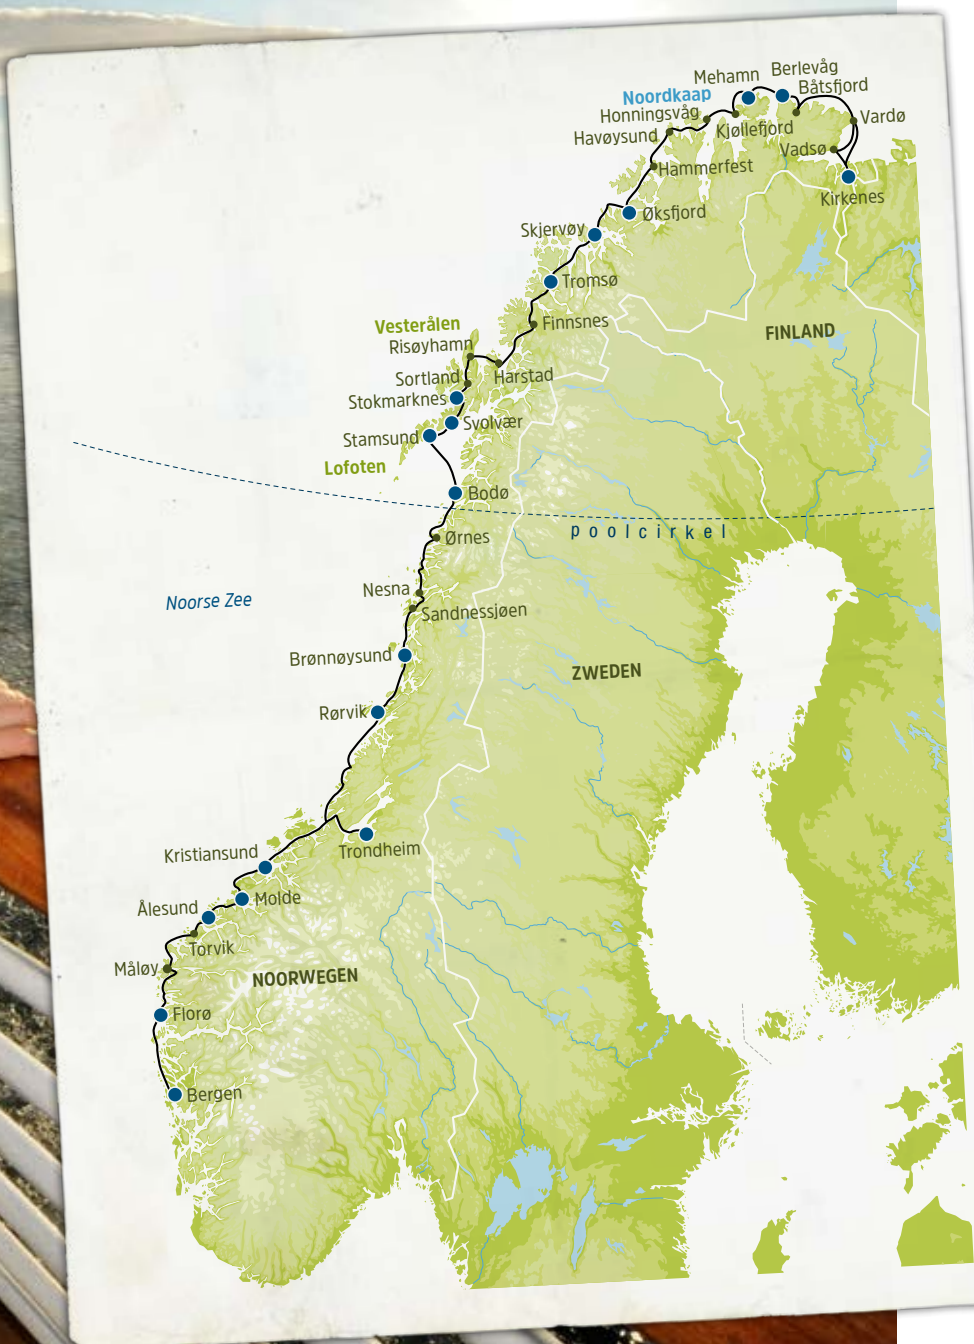 Mehamn
Berlevåg
Båtsfjord
Noordkaap
Honningsvåg
Kjøllefjord
Vardø
Havøysund
Vadsø
Hammerfest
Kirkenes
Øksfjord
Skjervøy
Tromsø
Finnsnes
FINLAND
Vesterålen
Risøyhamn
Harstad
Sortland
Stokmarknes
Svolvær
Stamsund
Lofoten
Bodø
poolcirkel
Ørnes
Nesna
Noorse Zee
Sandnessjøen
Brønnøysund
ZWEDEN
Rørvik
Kristiansund
Trondheim
Molde
Ålesund
Torvik
Måløy
NOORWEGEN
Florø
Bergen